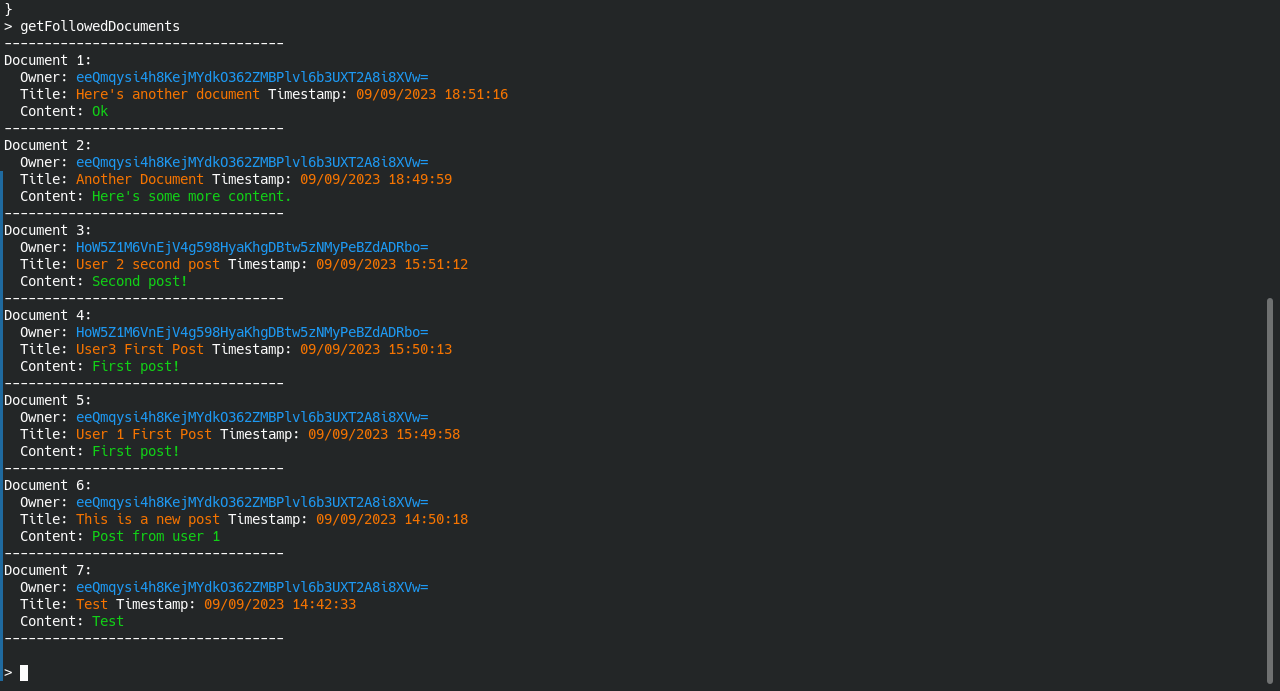 }
> getFollowedDocuments
-----------------------------------
Document 1:
  Owner: eeQmqysi4h8KejMYdkO362ZMBPlvl6b3UXT2A8i8XVw=
  Title: Here's another document Timestamp: 09/09/2023 18:51:16
  Content: Ok
-----------------------------------
Document 2:
  Owner: eeQmqysi4h8KejMYdkO362ZMBPlvl6b3UXT2A8i8XVw=
  Title: Another Document Timestamp: 09/09/2023 18:49:59
  Content: Here's some more content.
-----------------------------------
Document 3:
  Owner: HoW5Z1M6VnEjV4g598HyaKhgDBtw5zNMyPeBZdADRbo=
  Title: User 2 second post Timestamp: 09/09/2023 15:51:12
  Content: Second post!
-----------------------------------
Document 4:
  Owner: HoW5Z1M6VnEjV4g598HyaKhgDBtw5zNMyPeBZdADRbo=
  Title: User3 First Post Timestamp: 09/09/2023 15:50:13
  Content: First post!
-----------------------------------
Document 5:
  Owner: eeQmqysi4h8KejMYdkO362ZMBPlvl6b3UXT2A8i8XVw=
  Title: User 1 First Post Timestamp: 09/09/2023 15:49:58
  Content: First post!
-----------------------------------
Document 6:
  Owner: eeQmqysi4h8KejMYdkO362ZMBPlvl6b3UXT2A8i8XVw=
  Title: This is a new post Timestamp: 09/09/2023 14:50:18
  Content: Post from user 1
-----------------------------------
Document 7:
  Owner: eeQmqysi4h8KejMYdkO362ZMBPlvl6b3UXT2A8i8XVw=
  Title: Test Timestamp: 09/09/2023 14:42:33
  Content: Test
-----------------------------------
>